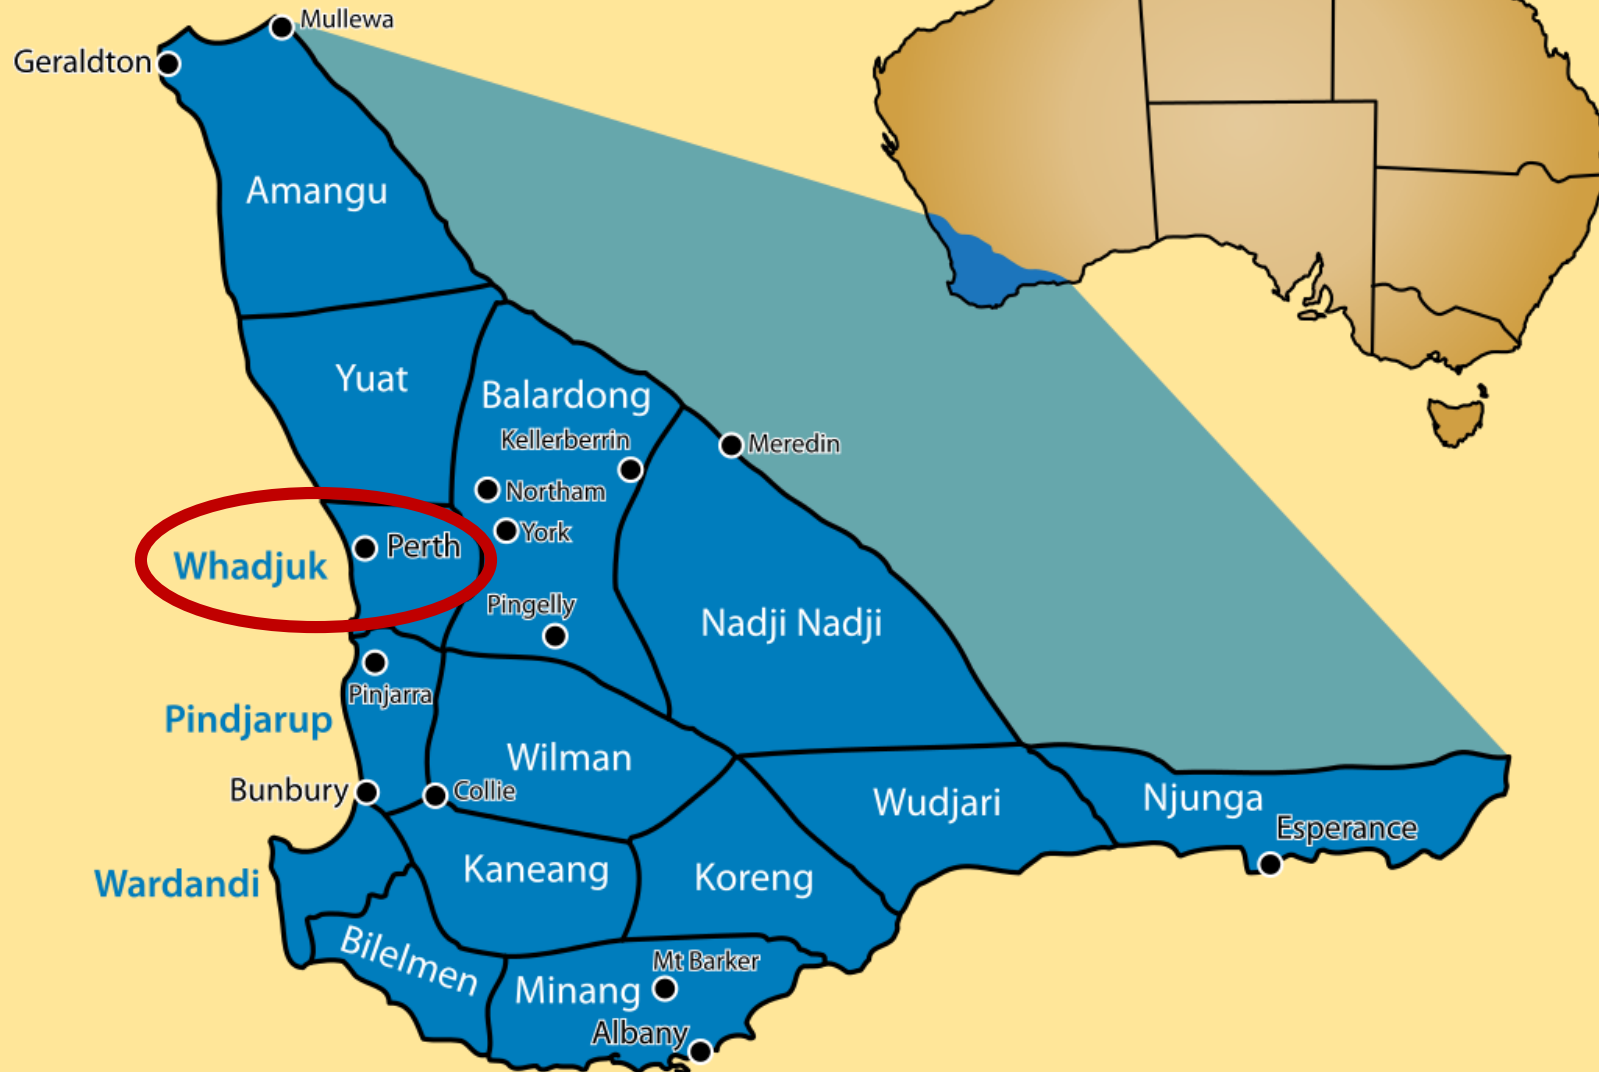 Mullewa
Geraldton
Amangu
Yuat
Balardong
Kellerberrin
Meredin
Northam
York
Perth
Whadjuk
Pingelly
Nadji Nadji
Pinjarra
Pindjarup
Wilman
Bunbury
Collie
Wudjari
Njunga
Esperance
Kaneang
Koreng
Wardandi
Bilelmen
Mt Barker
Minang
Albany